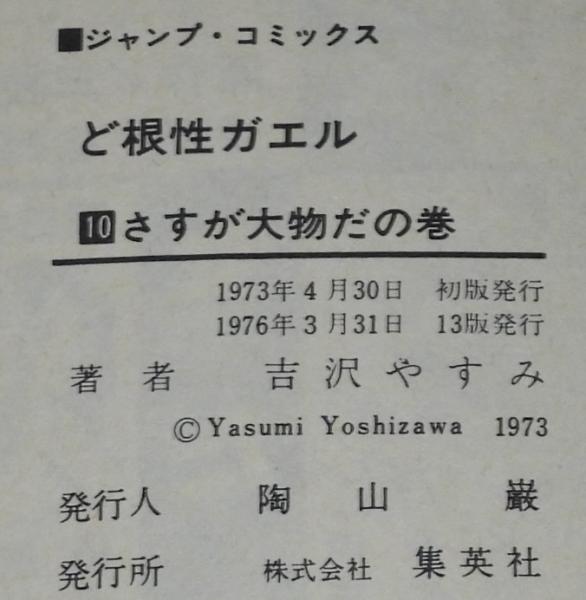 ■ジャンプ・コミックス
ど根性ガエル
10さすが大物だの巻
1973年4月30日 初版発行
1976年3月31日 13版発行
著者 吉沢やすみ
©Yasumi Yoshizawa 1973
発行人 陶山巌
発行所 株式会社 集英社